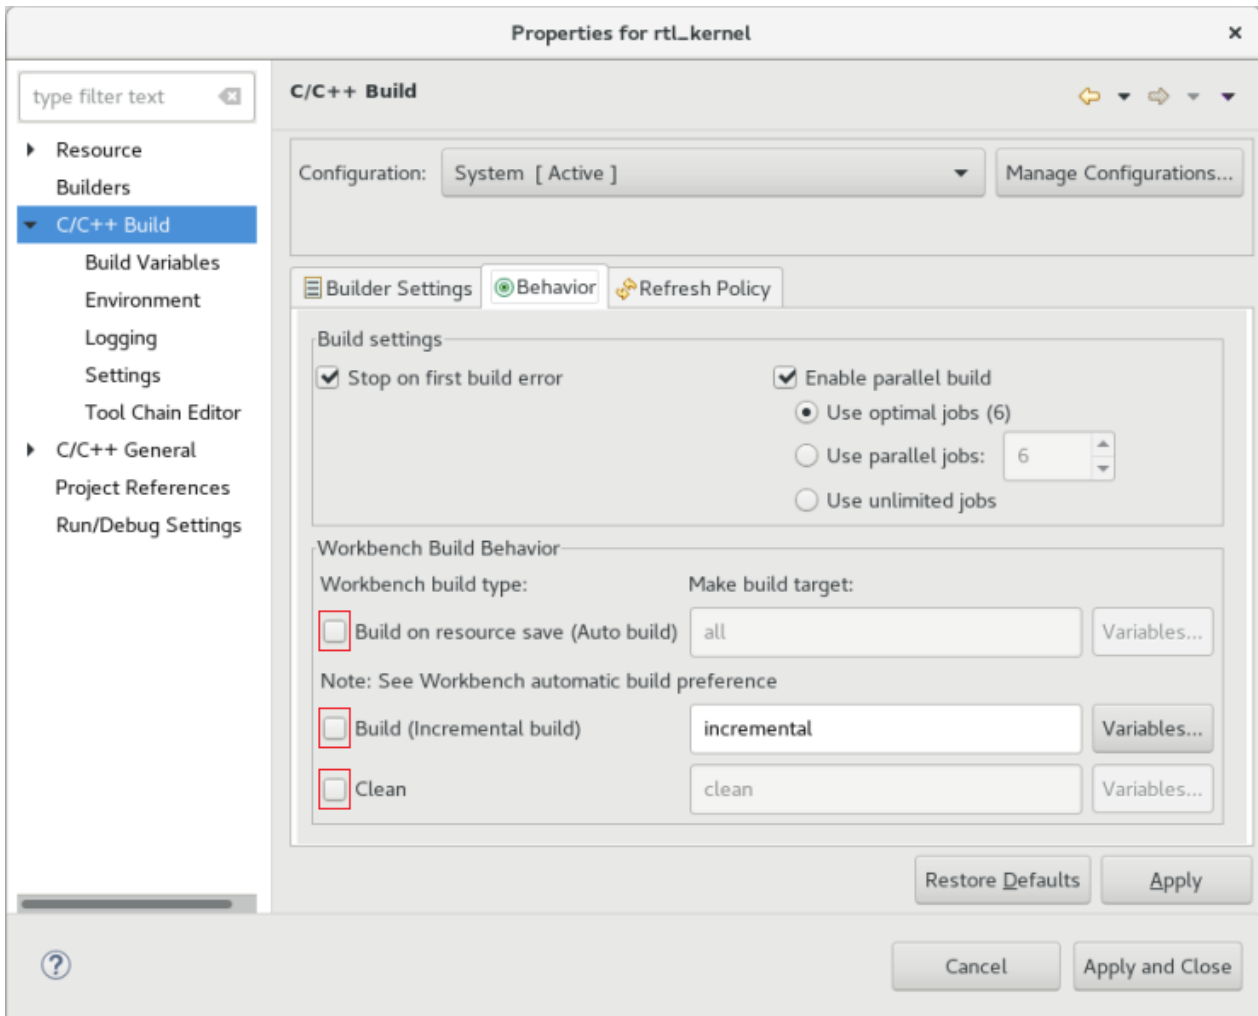 Properties for rtl_kernel
type filter text
Resource
Builders
C/C++ Build
Build Variables
Environment
Logging
Settings
Tool Chain Editor
C/C++ General
Project References
Run/Debug Settings
C/C++ Build
Configuration: System [ Active ] Manage Configurations...
Builder Settings Behavior Refresh Policy
Build settings
Stop on first build error Enable parallel build
Use optimal jobs (6)
Use parallel jobs: 6
Use unlimited jobs
Workbench Build Behavior
Workbench build type: Make build target:
Build on resource save (Auto build) all Variables...
Note: See Workbench automatic build preference
Build (Incremental build) incremental Variables...
Clean clean Variables...
Restore Defaults Apply
? Cancel Apply and Close